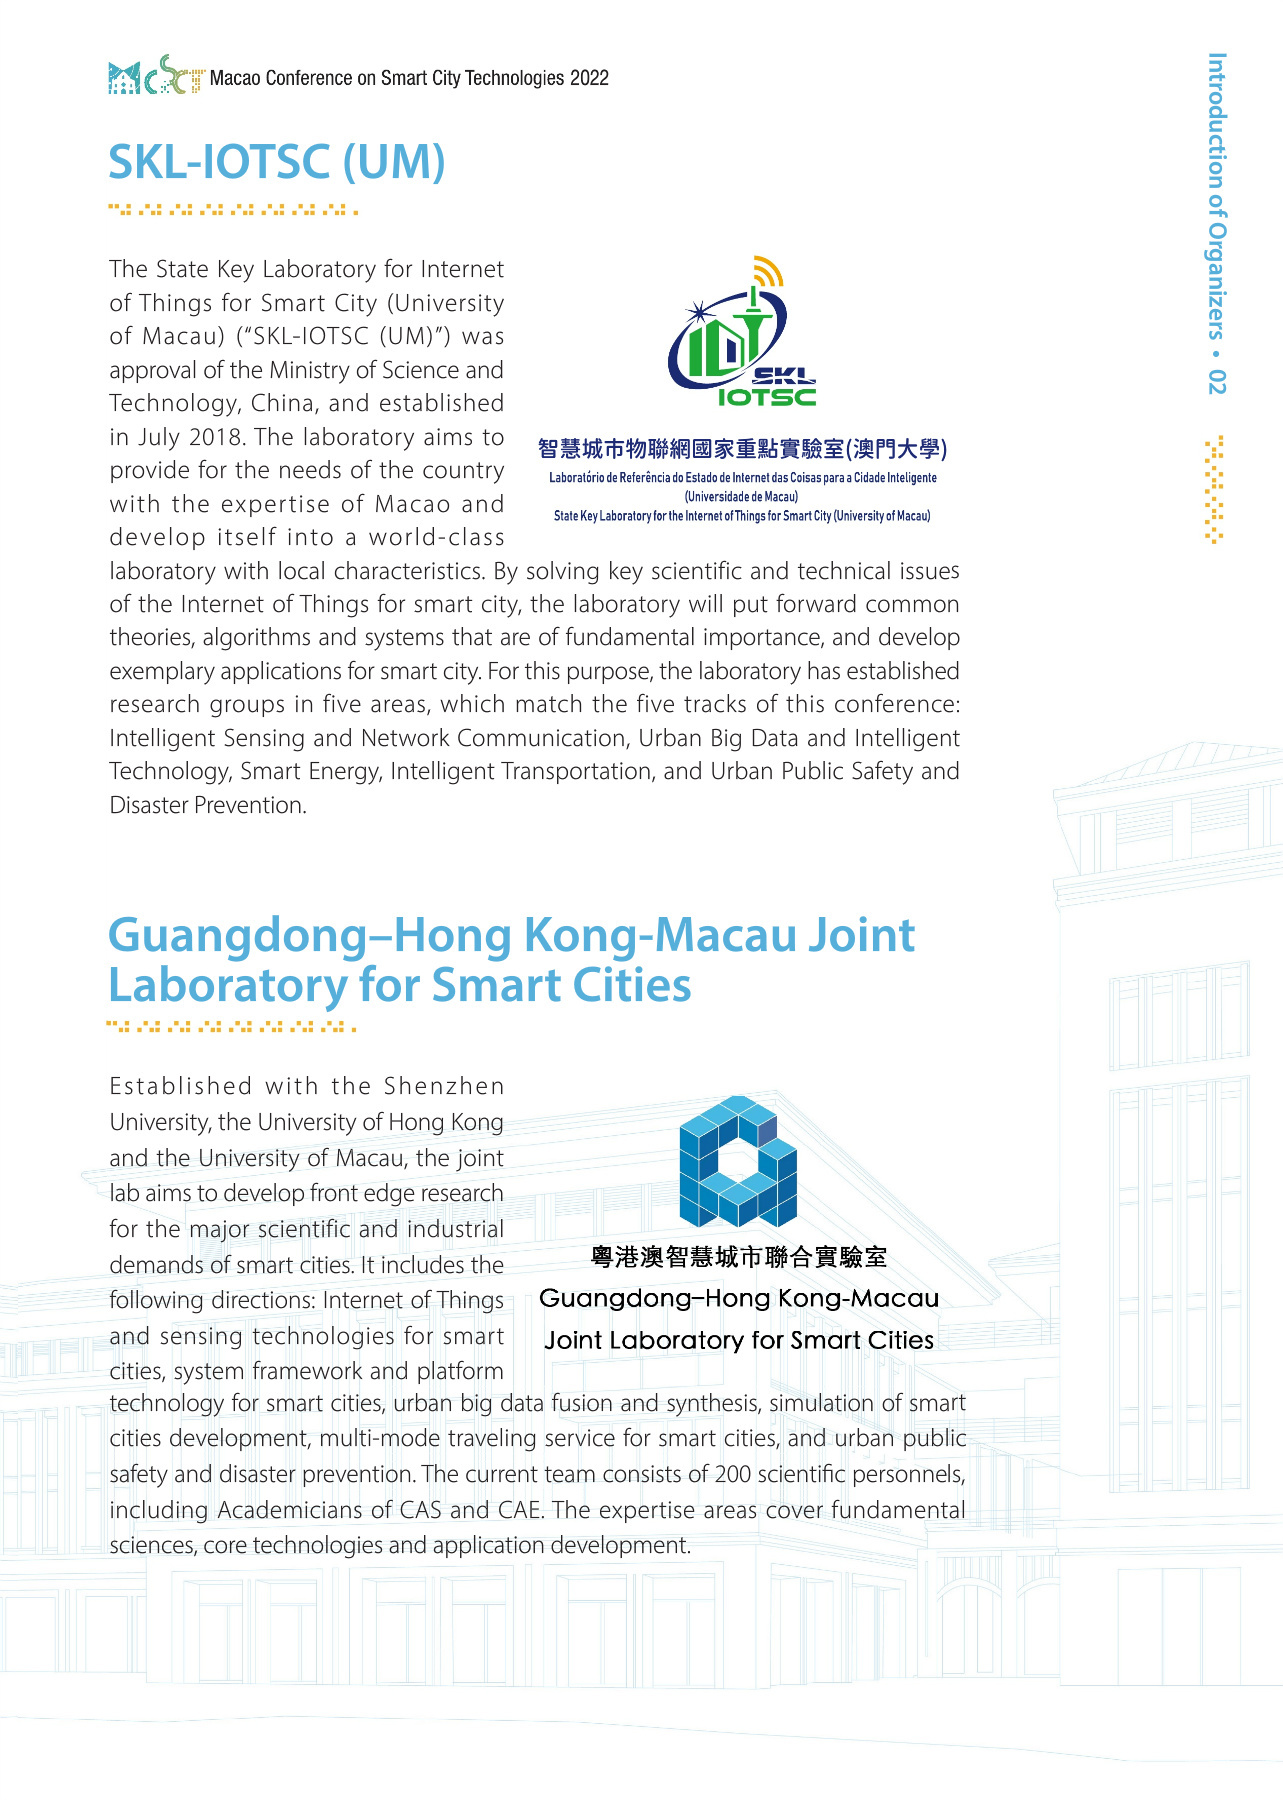 Macao Conference on Smart City Technologies 2022
SKL-IOTSC (UM)
The State Key Laboratory for Internet
of Things for Smart City (University
of Macau) (“SKL-IOTSC (UM)”) was
approval of the Ministry of Science and
Technology, China, and established
in July 2018. The laboratory aims to
provide for the needs of the country
with the expertise of Macao and
develop itself into a world-class
laboratory with local characteristics. By solving key scientific and technical issues
of the Internet of Things for smart city, the laboratory will put forward common
theories, algorithms and systems that are of fundamental importance, and develop
exemplary applications for smart city. For this purpose, the laboratory has established
research groups in five areas, which match the five tracks of this conference:
Intelligent Sensing and Network Communication, Urban Big Data and Intelligent
Technology, Smart Energy, Intelligent Transportation, and Urban Public Safety and
Disaster Prevention.
SKL
IOTSC
智慧城市物聯網國家重點實驗室(澳門大學)
Laboratório de Referência do Estado de Internet das Coisas para a Cidade Inteligente
(Universidade de Macau)
State Key Laboratory for the Internet of Things for Smart City (University of Macau)
Guangdong–Hong Kong-Macau Joint
Laboratory for Smart Cities
Established with the Shenzhen
University, the University of Hong Kong
and the University of Macau, the joint
lab aims to develop front edge research
for the major scientific and industrial
demands of smart cities. It includes the
following directions: Internet of Things
and sensing technologies for smart
cities, system framework and platform
technology for smart cities, urban big data fusion and synthesis, simulation of smart
cities development, multi-mode traveling service for smart cities, and urban public
safety and disaster prevention. The current team consists of 200 scientific personnels,
including Academicians of CAS and CAE. The expertise areas cover fundamental
sciences, core technologies and application development.
粵港澳智慧城市聯合實驗室
Guangdong–Hong Kong-Macau
Joint Laboratory for Smart Cities
Introduction of Organizers • 02